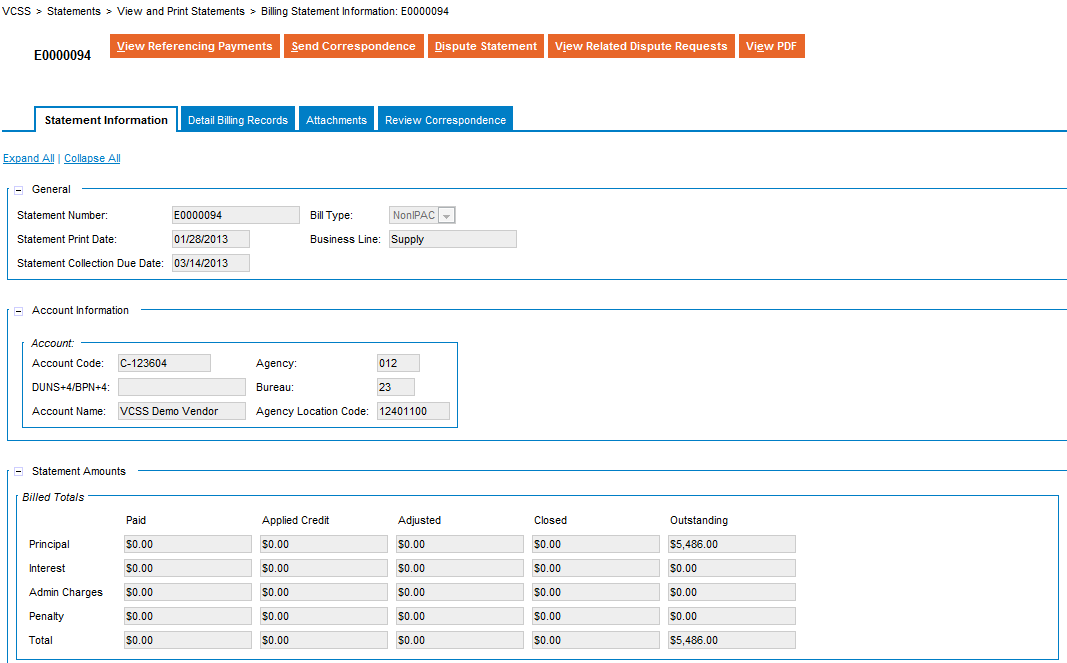 VCSS > Statements > View and Print Statements > Billing Statement Information: E0000094
E0000094 View Referencing Payments Send Correspondence Dispute Statement View Related Dispute Requests View PDF
Statement Information Detail Billing Records Attachments Review Correspondence
Expand All | Collapse All
General
Statement Number: E0000094 Bill Type: NonIPAC
Statement Print Date: 01/28/2013 Business Line: Supply
Statement Collection Due Date: 03/14/2013
Account Information
Account:
Account Code: C-123604 Agency: 012
DUNS+4/BPN+4: Bureau: 23
Account Name: VCSS Demo Vendor Agency Location Code: 12401100
Statement Amounts
Billed Totals
Paid Applied Credit Adjusted Closed Outstanding
Principal $0.00 $0.00 $0.00 $0.00 $5,486.00
Interest $0.00 $0.00 $0.00 $0.00 $0.00
Admin Charges $0.00 $0.00 $0.00 $0.00 $0.00
Penalty $0.00 $0.00 $0.00 $0.00 $0.00
Total $0.00 $0.00 $0.00 $0.00 $5,486.00